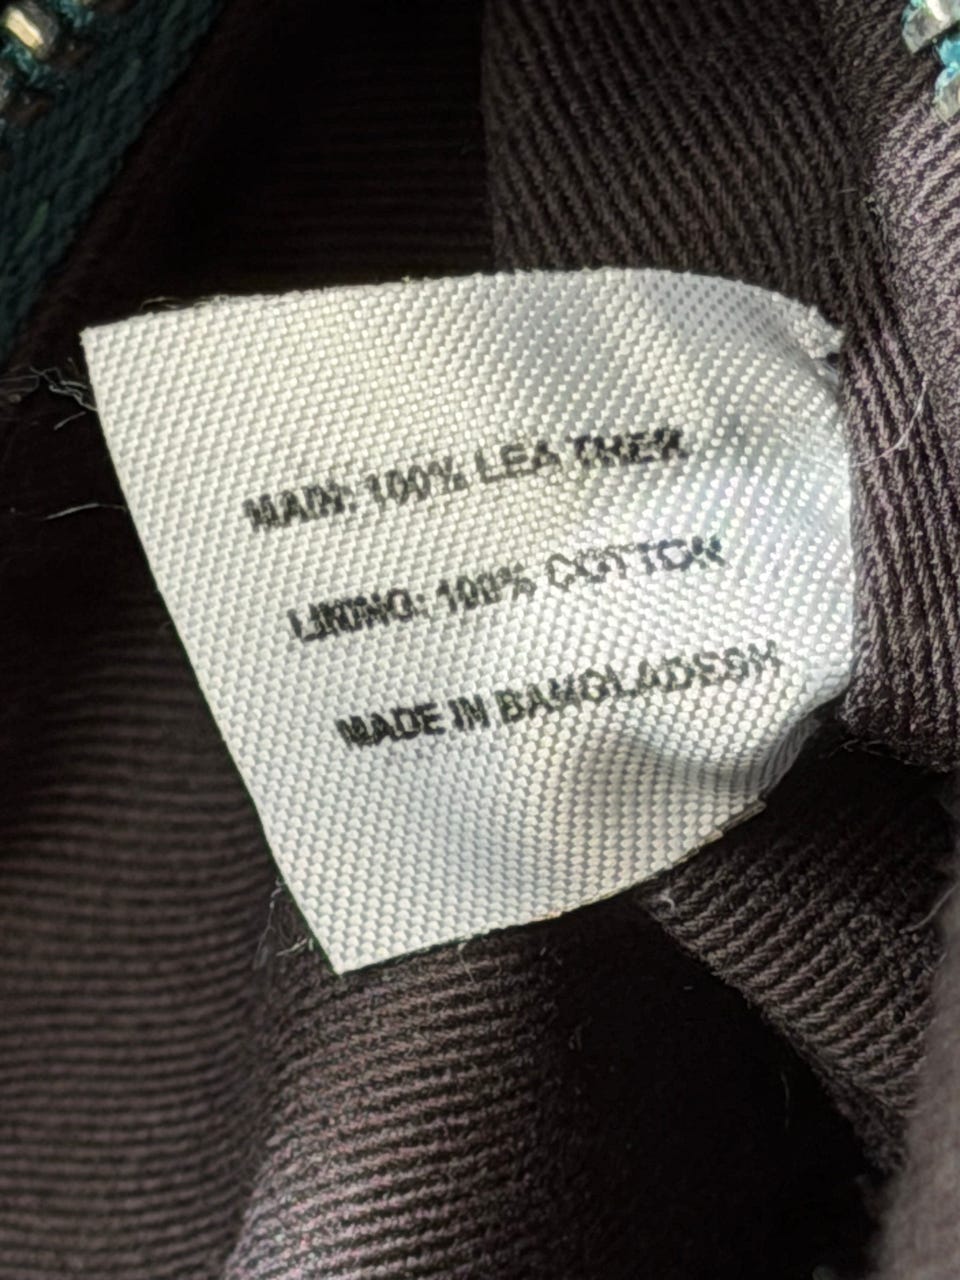 MAIN: 100% LEATHER
LINING: 100% COTTON
MADE IN BANGLADESH